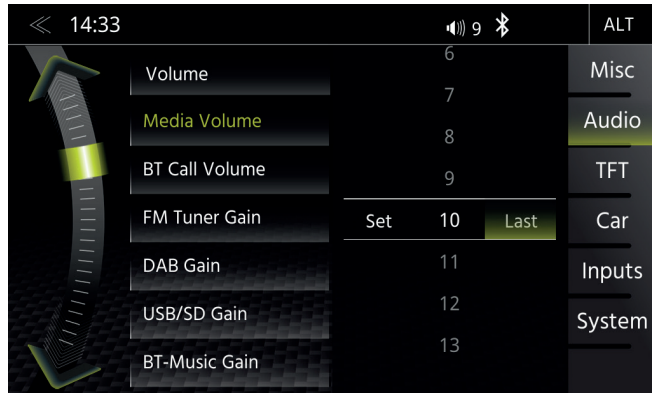 14:33 9 ALT
Volume
Media Volume
BT Call Volume
FM Tuner Gain
DAB Gain
USB/SD Gain
BT-Music Gain
6
7
8
9
Set 10 Last
11
12
13
Misc
Audio
TFT
Car
Inputs
System